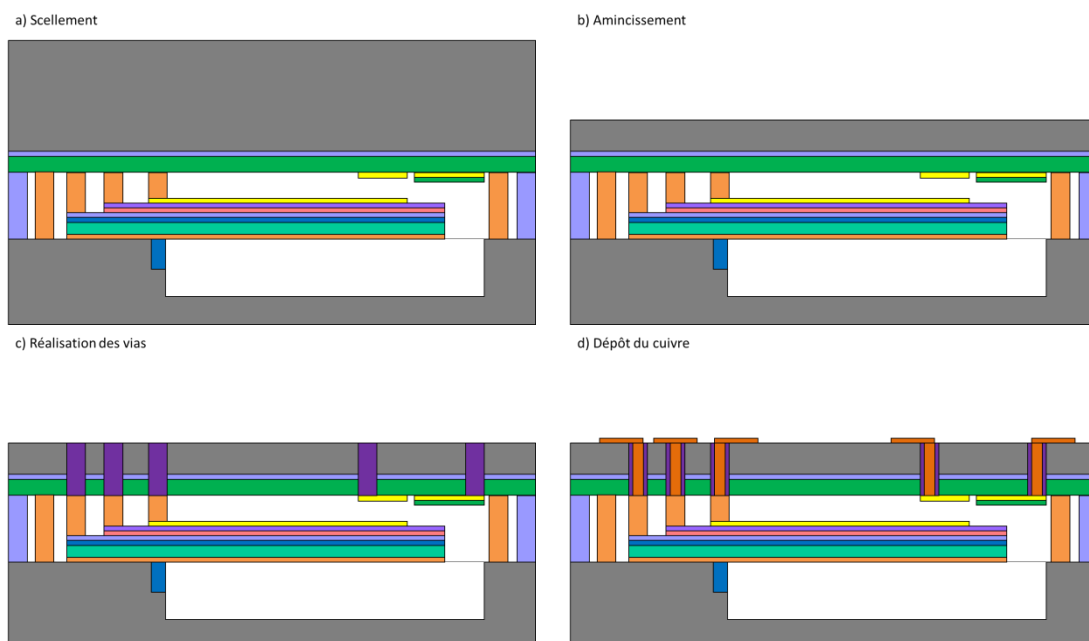 a) Scellement
b) Amincissement
c) Réalisation des vias
d) Dépôt du cuivre